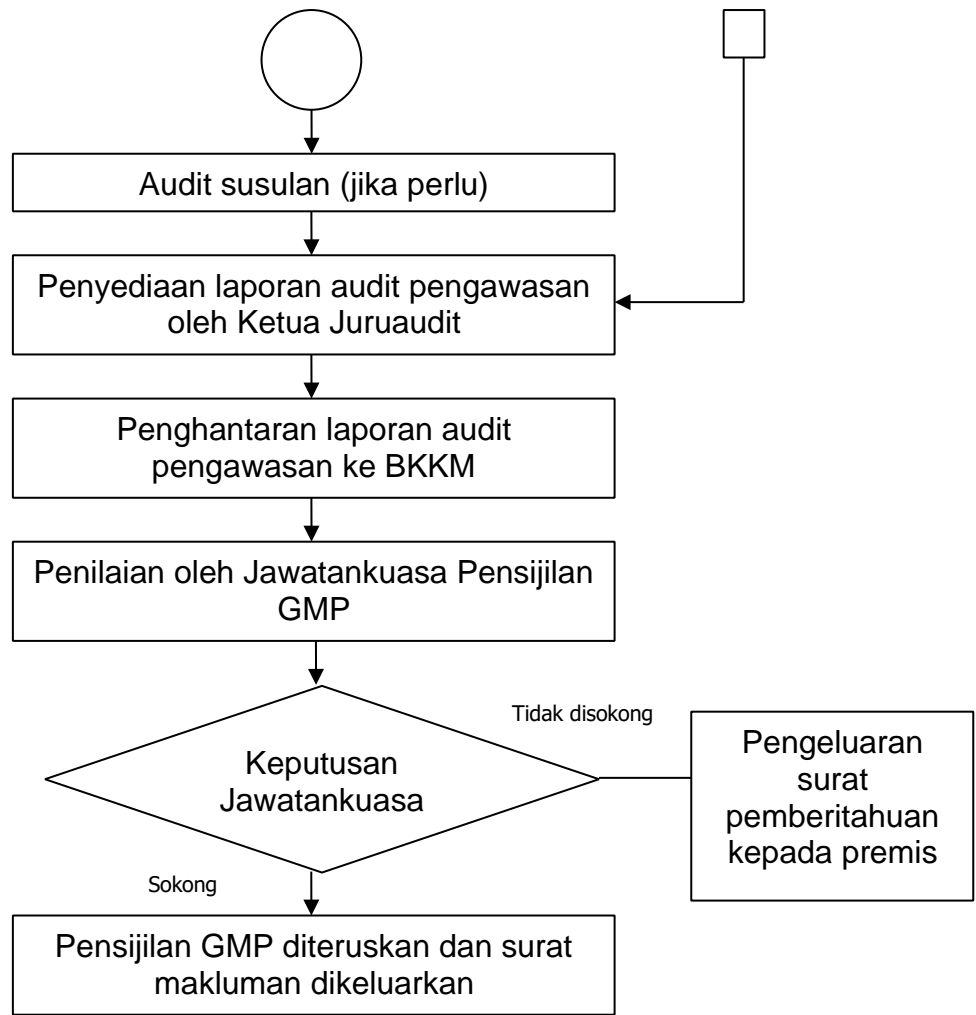 Audit susulan (jika perlu)
Penyediaan laporan audit pengawasan
oleh Ketua Juruaudit
Penghantaran laporan audit
pengawasan ke BKKM
Penilaian oleh Jawatankuasa Pensijilan
GMP
Keputusan
Jawatankuasa
Tidak disokong
Pengeluaran
surat
pemberitahuan
kepada premis
Sokong
Pensijilan GMP diteruskan dan surat
makluman dikeluarkan